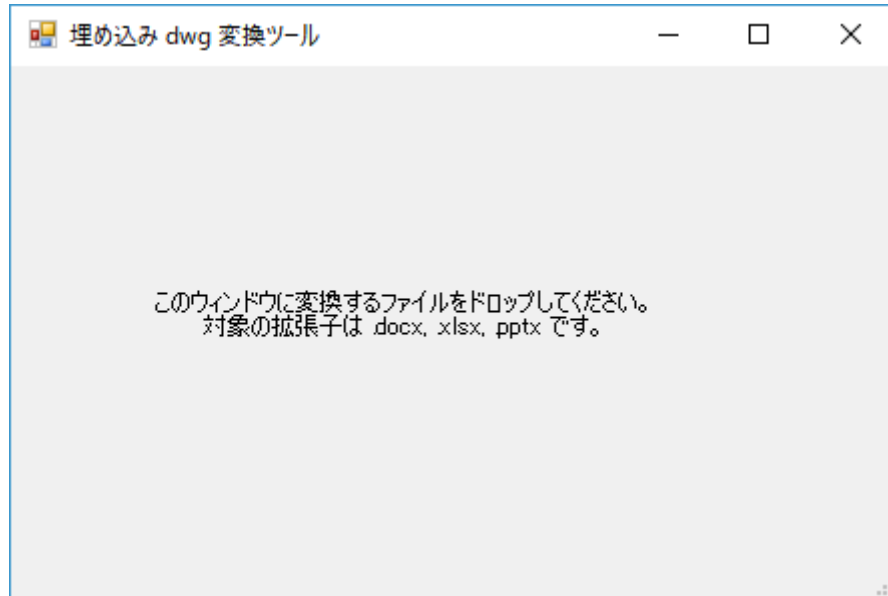 埋め込み dwg 変換ツール
このウィンドウに変換するファイルをドロップしてください。
対象の拡張子は .docx, .xlsx, .pptx です。